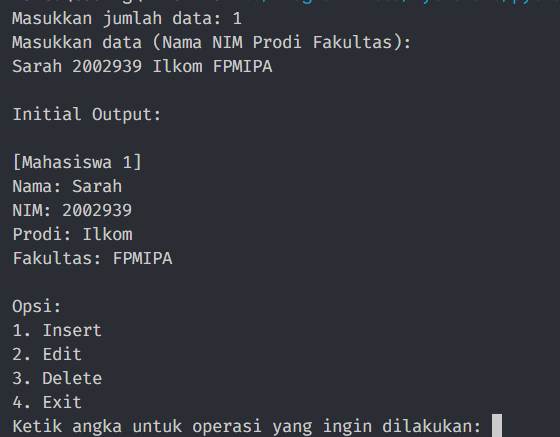 Masukkan jumlah data: 1
Masukkan data (Nama NIM Prodi Fakultas):
Sarah 2002939 Ilkom FPMIPA
Initial Output:
[Mahasiswa 1]
Nama: Sarah
NIM: 2002939
Prodi: Ilkom
Fakultas: FPMIPA
Opsi:
1. Insert
2. Edit
3. Delete
4. Exit
Ketik angka untuk operasi yang ingin dilakukan: